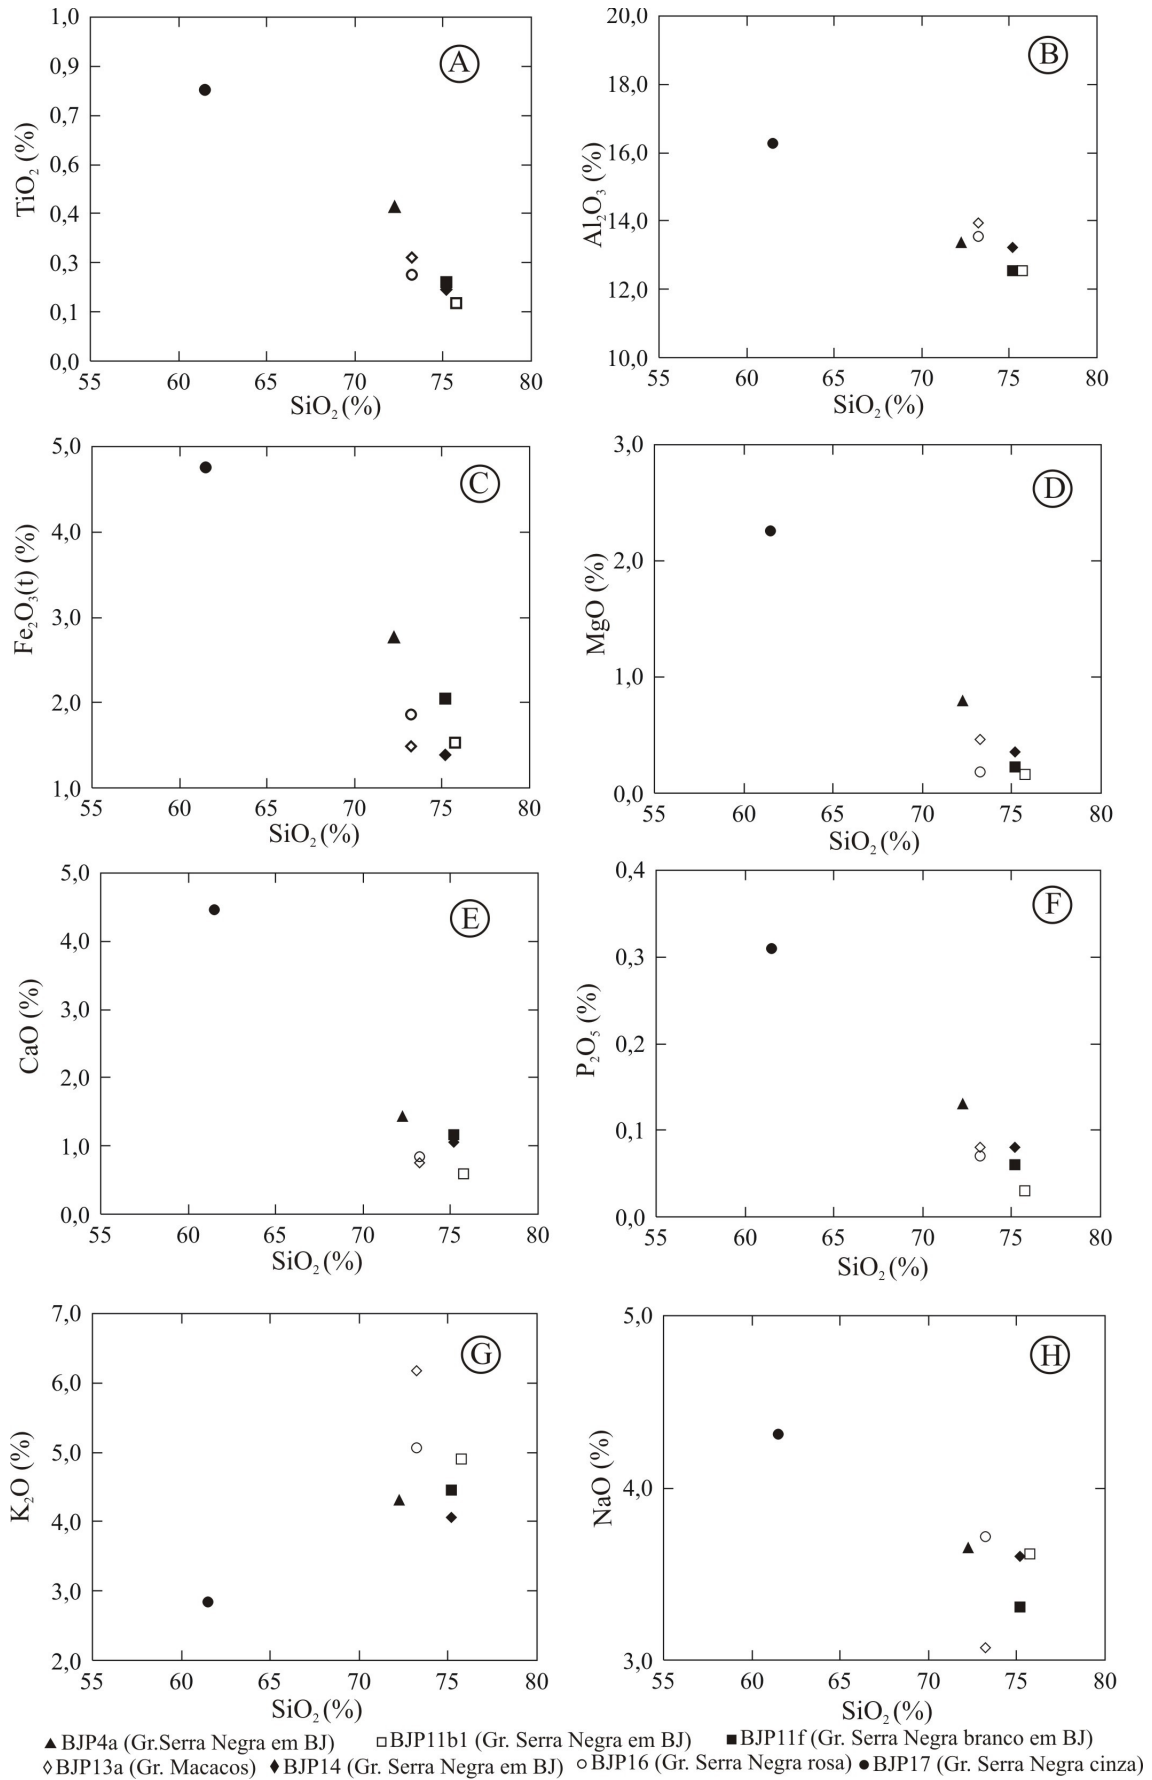 1,0
0,9
0,7
0,6
0,4
0,3
0,1
0,0
TiO₂ (%)
A
55 60 65 70 75 80
SiO₂ (%)
20,0
18,0
16,0
14,0
12,0
10,0
Al₂O₃ (%)
B
55 60 65 70 75 80
SiO₂ (%)
5,0
4,0
3,0
2,0
1,0
Fe₂O₃(t) (%)
C
55 60 65 70 75 80
SiO₂ (%)
3,0
2,0
1,0
0,0
MgO (%)
D
55 60 65 70 75 80
SiO₂ (%)
5,0
4,0
3,0
2,0
1,0
0,0
CaO (%)
E
55 60 65 70 75 80
SiO₂ (%)
0,4
0,3
0,2
0,1
0,0
P₂O₅ (%)
F
55 60 65 70 75 80
SiO₂ (%)
7,0
6,0
5,0
4,0
3,0
2,0
K₂O (%)
G
55 60 65 70 75 80
SiO₂ (%)
5,0
4,0
3,0
NaO (%)
H
55 60 65 70 75 80
SiO₂ (%)
▲ BJP4a (Gr.Serra Negra em BJ) □ BJP11b1 (Gr. Serra Negra em BJ) ■ BJP11f (Gr. Serra Negra branco em BJ)
◇ BJP13a (Gr. Macacos) ◆ BJP14 (Gr. Serra Negra em BJ) ○ BJP16 (Gr. Serra Negra rosa) ● BJP17 (Gr. Serra Negra cinza)